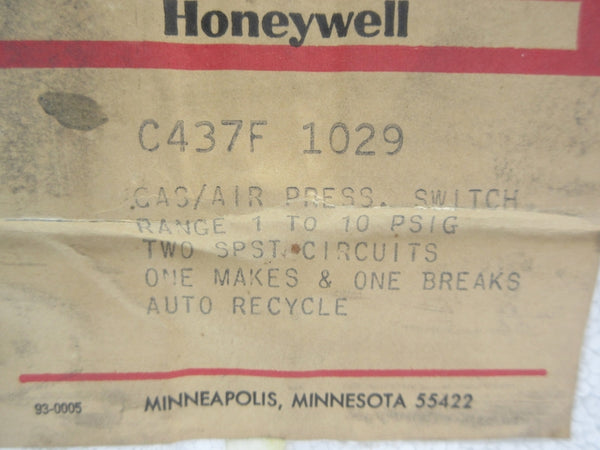 Honeywell
C437F 1029
GAS/AIR PRESS. SWITCH
RANGE 1 TO 10 PSIG
TWO SPST CIRCUITS
ONE MAKES & ONE BREAKS
AUTO RECYCLE
93-0005
MINNEAPOLIS, MINNESOTA 55422